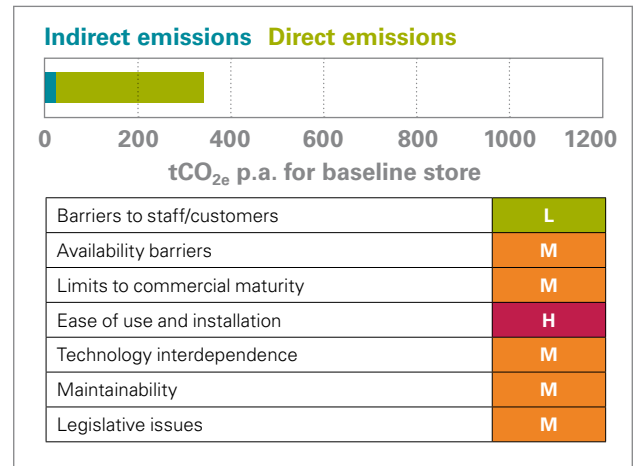 Indirect emissions Direct emissions
0 200 400 600 800 1000 1200
tCO2e p.a. for baseline store
Barriers to staff/customers L
Availability barriers M
Limits to commercial maturity M
Ease of use and installation H
Technology interdependence M
Maintainability M
Legislative issues M